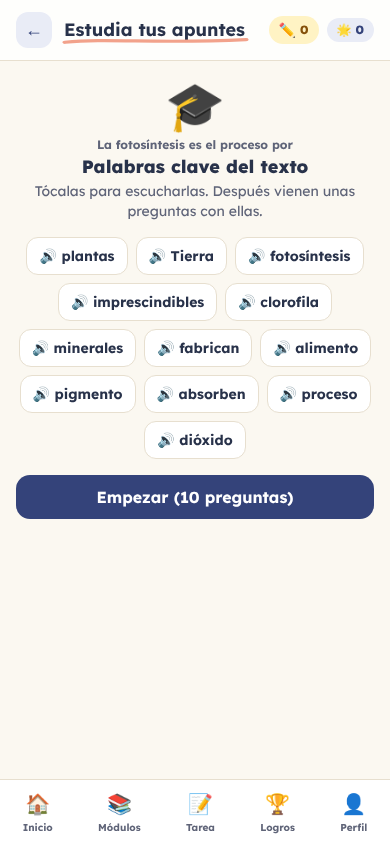 ← Estudia tus apuntes ✏️ 0 🌟 0
La fotosíntesis es el proceso por
Palabras clave del texto
Tócalas para escucharlas. Después vienen unas
preguntas con ellas.
🔊 plantas 🔊 Tierra 🔊 fotosíntesis
🔊 imprescindibles 🔊 clorofila
🔊 minerales 🔊 fabrican 🔊 alimento
🔊 pigmento 🔊 absorben 🔊 proceso
🔊 dióxido
Empezar (10 preguntas)
Inicio Módulos Tarea Logros Perfil